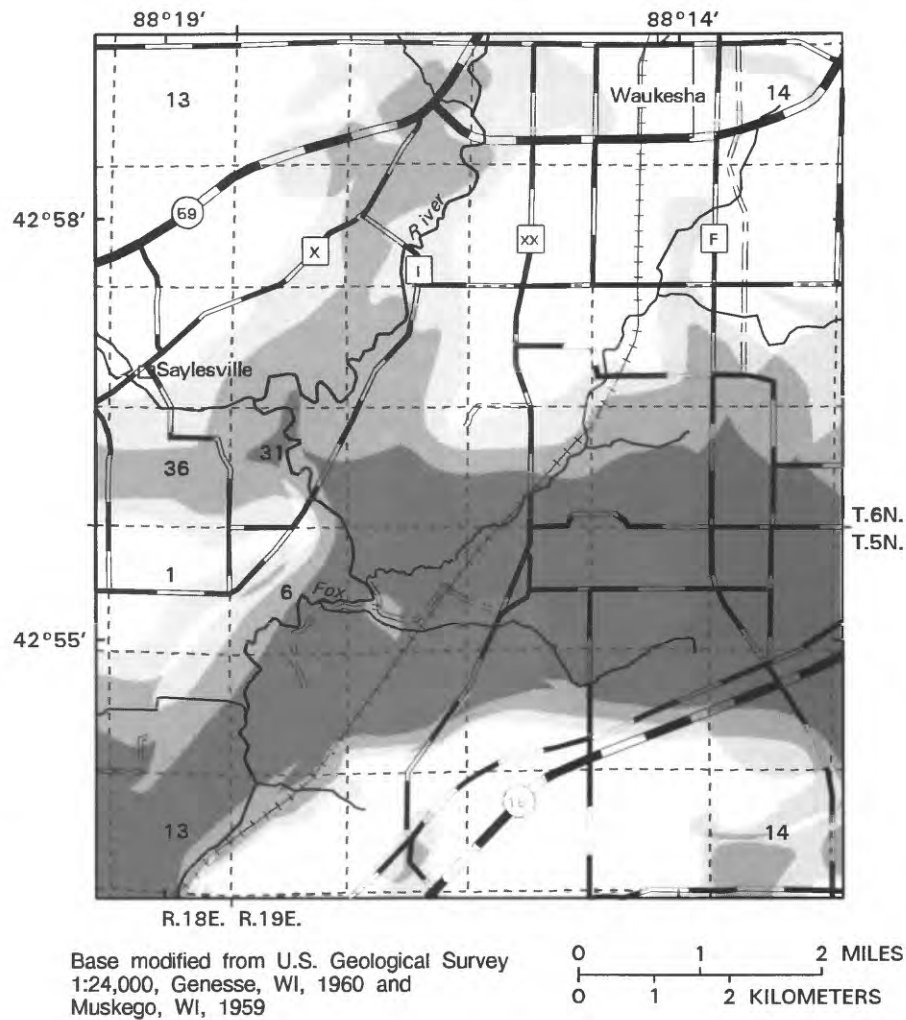 88°19′ 88°14′
13 Waukesha 14
42°58′ 59 River
X XX F
I
Saylesville
36 31
T.6N.
T.5N.
1 6 Fox
42°55′
13 14
R.18E. R.19E.
Base modified from U.S. Geological Survey
1:24,000, Genesse, WI, 1960 and
Muskego, WI, 1959
0 1 2 MILES
0 1 2 KILOMETERS